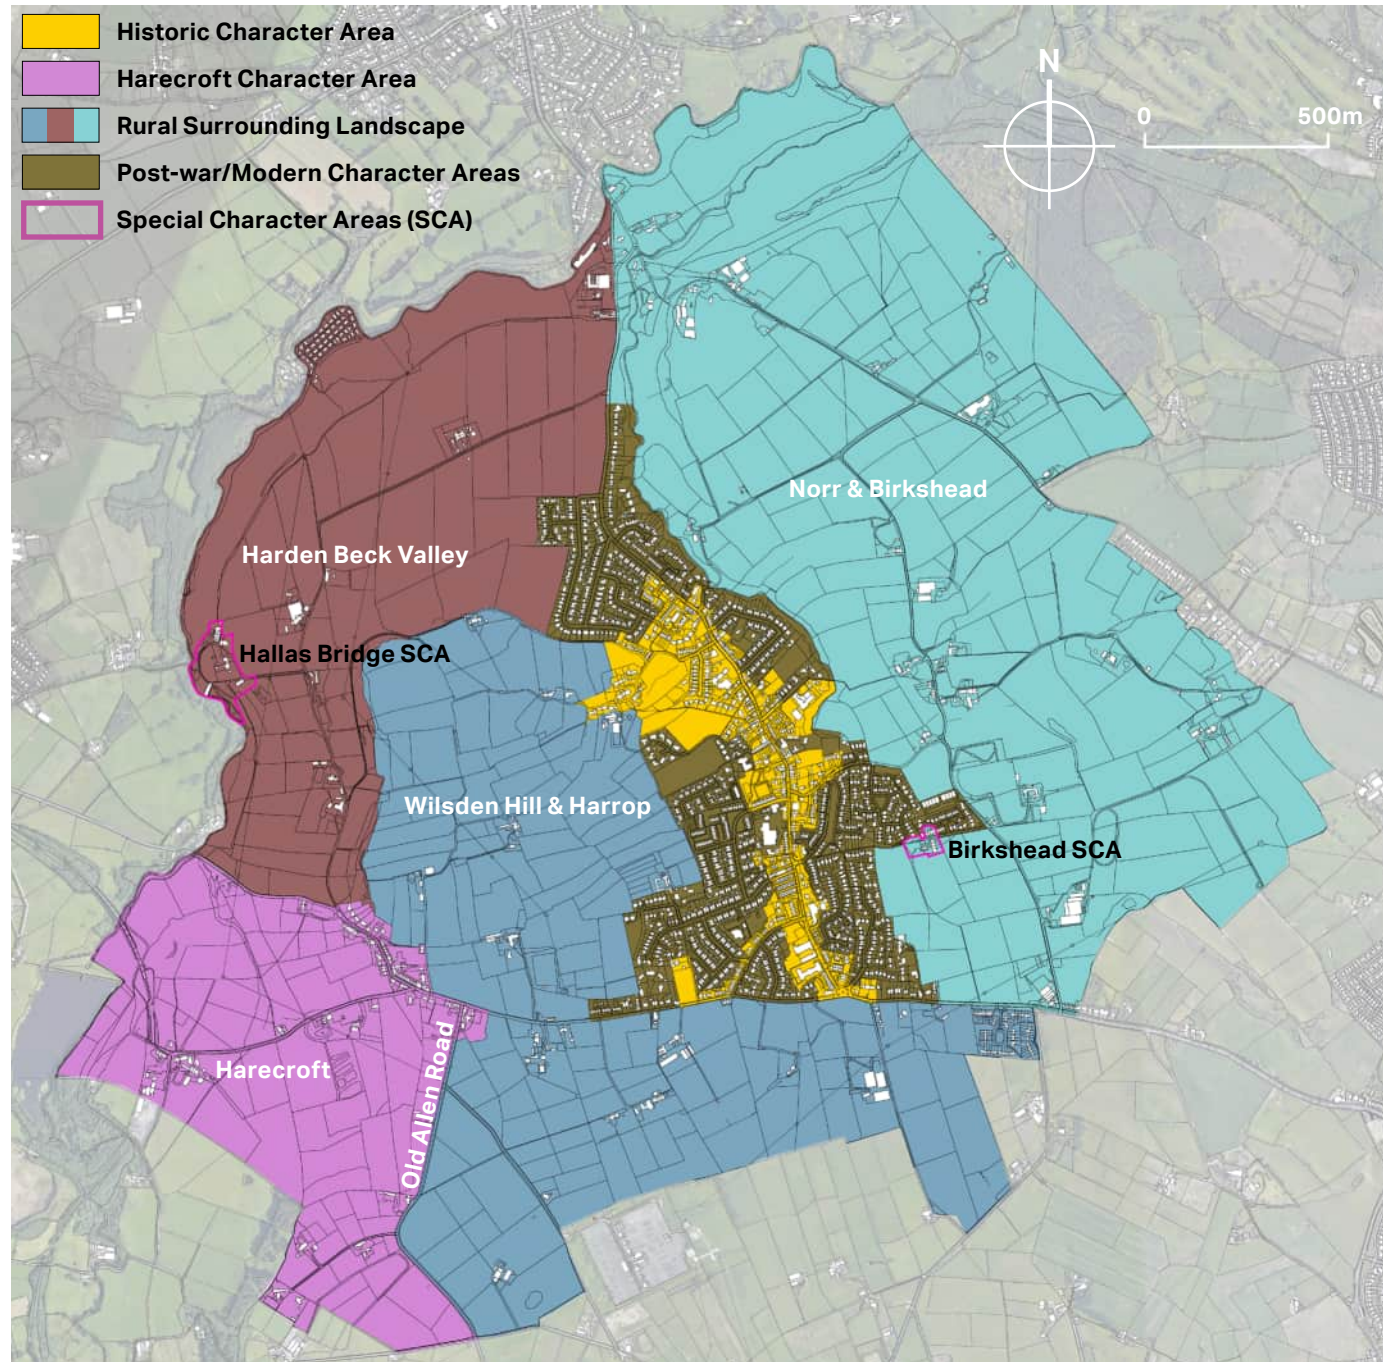 Historic Character Area
Harecroft Character Area
Rural Surrounding Landscape
Post-war/Modern Character Areas
Special Character Areas (SCA)
N
0 500m
Norr & Birkshead
Harden Beck Valley
Hallas Bridge SCA
Wilsden Hill & Harrop
Birkshead SCA
Harecroft
Old Allen Road